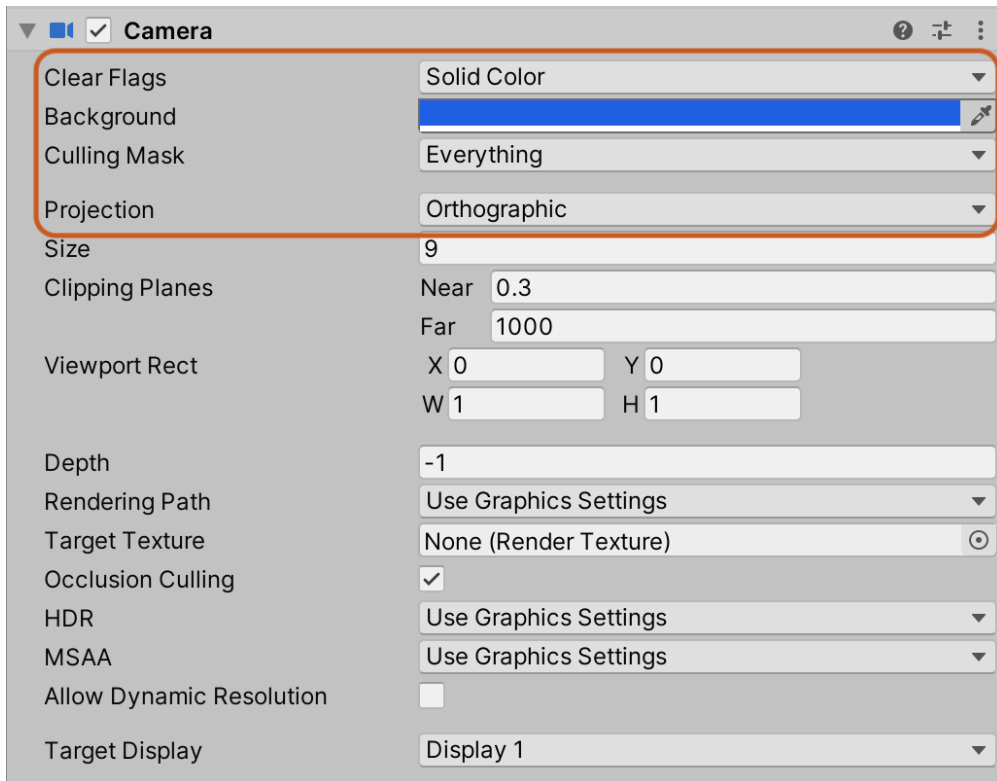 Camera
Clear Flags Solid Color
Background
Culling Mask Everything
Projection Orthographic
Size 9
Clipping Planes Near 0.3
Far 1000
Viewport Rect X 0 Y 0
W 1 H 1
Depth -1
Rendering Path Use Graphics Settings
Target Texture None (Render Texture)
Occlusion Culling
HDR Use Graphics Settings
MSAA Use Graphics Settings
Allow Dynamic Resolution
Target Display Display 1